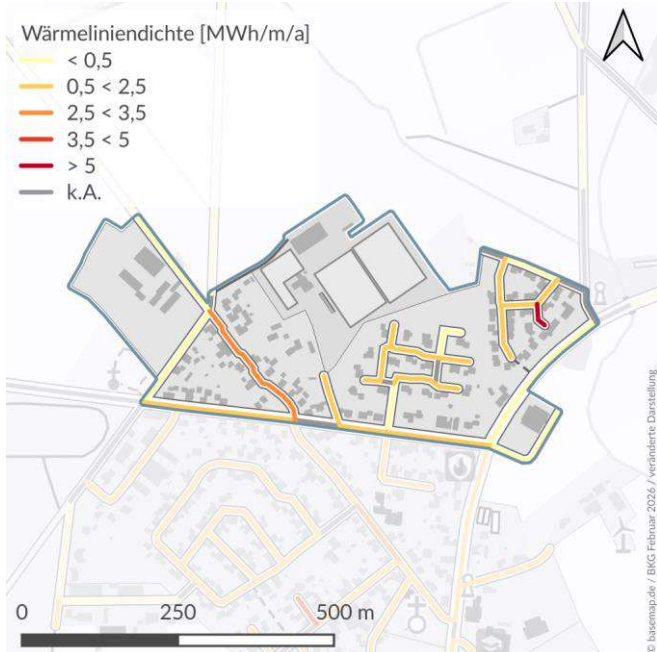 Wärmeliniendichte [MWh/m/a]
< 0,5
0,5 < 2,5
2,5 < 3,5
3,5 < 5
> 5
k.A.
0 250 500 m
© basemap.de / BKG Februar 2026 / veränderte Darstellung